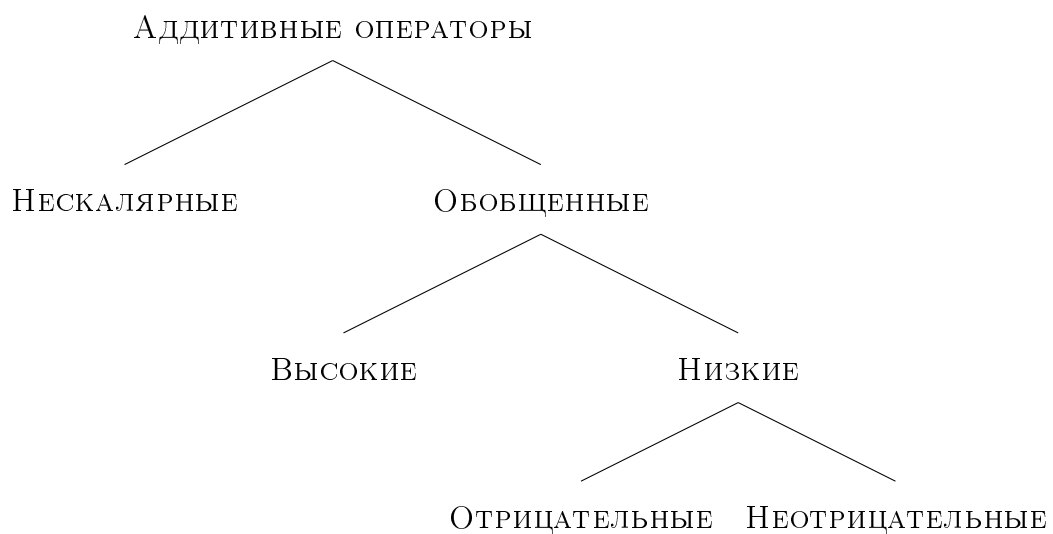 Аддитивные операторы
Нескалярные Обобщенные
Высокие Низкие
Отрицательные Неотрицательные